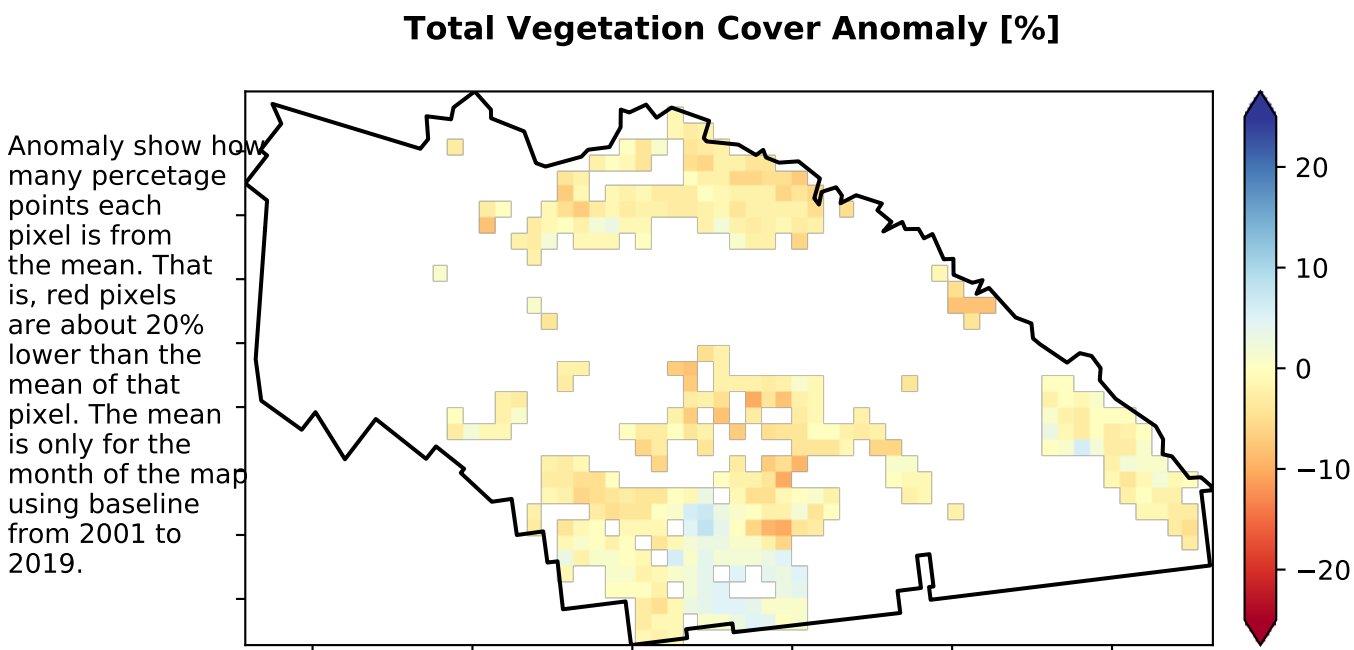 Total Vegetation Cover Anomaly [%]
Anomaly show how
many percetage
points each
pixel is from
the mean. That
is, red pixels
are about 20%
lower than the
mean of that
pixel. The mean
is only for the
month of the map
using baseline
from 2001 to
2019.
20
10
0
−10
−20